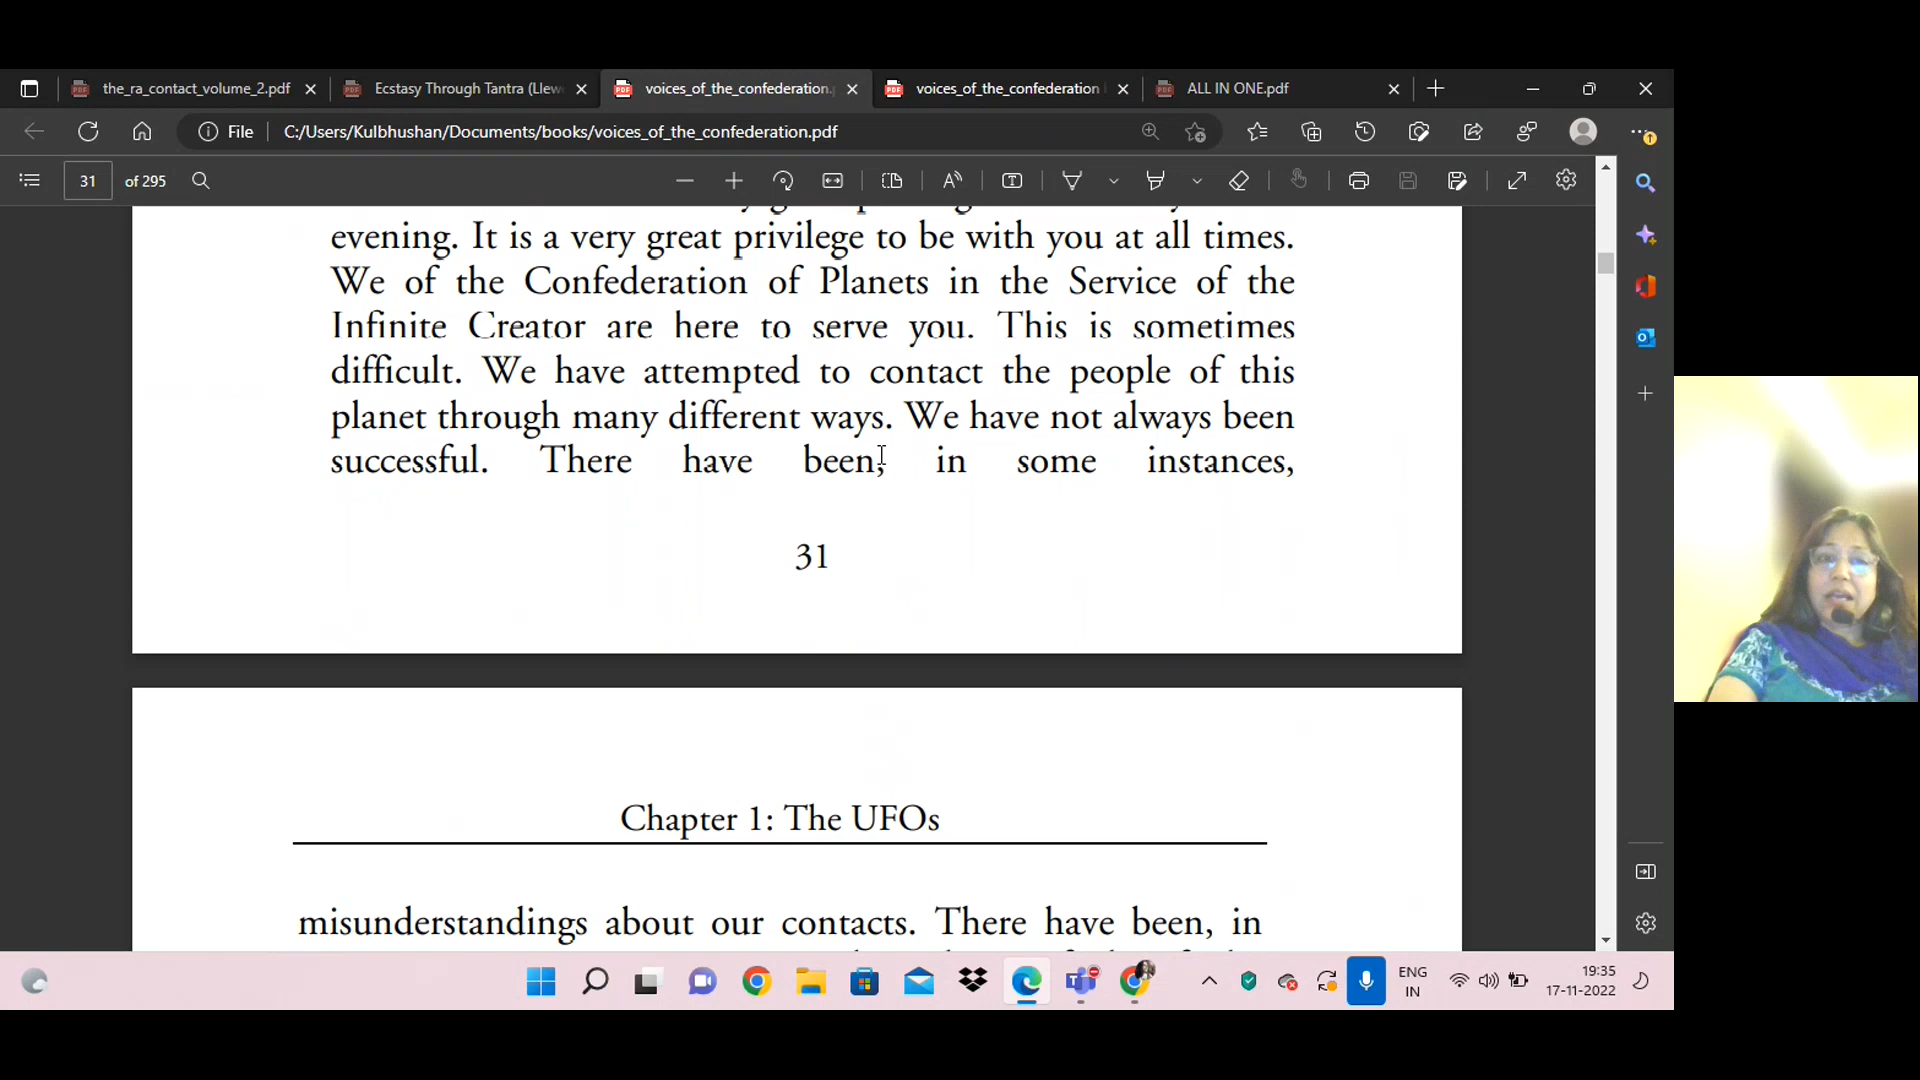 the_ra_contact_volume_2.pdf
Ecstasy Through Tantra (Llew
voices_of_the_confederation.
voices_of_the_confederation
ALL IN ONE.pdf
File
C:/Users/Kulbhushan/Documents/books/voices_of_the_confederation.pdf
31
of 295
evening. It is a very great privilege to be with you at all times.
We of the Confederation of Planets in the Service of the
Infinite Creator are here to serve you. This is sometimes
difficult. We have attempted to contact the people of this
planet through many different ways. We have not always been
successful. There have been, in some instances,
31
Chapter 1: The UFOs
misunderstandings about our contacts. There have been, in
ENG
IN
19:35
17-11-2022